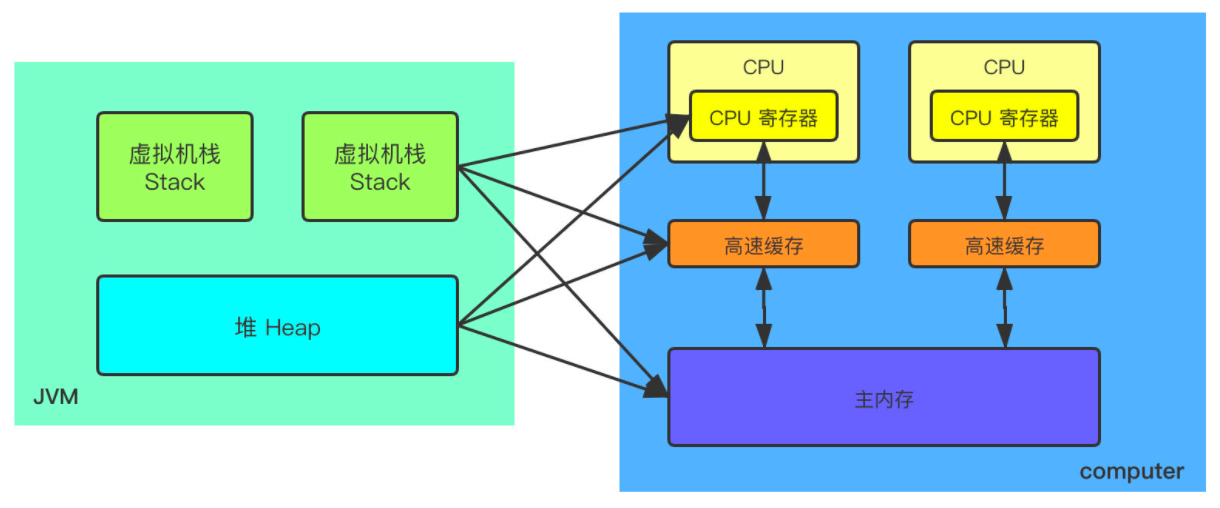 虚拟机栈
Stack
虚拟机栈
Stack
堆 Heap
JVM
CPU
CPU 寄存器
CPU
CPU 寄存器
高速缓存
高速缓存
主内存
computer